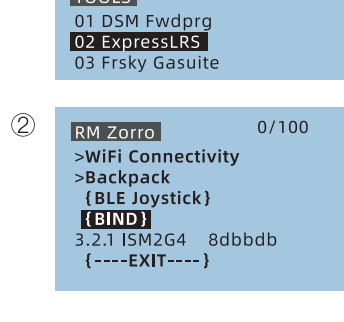 TOOLS
01 DSM Fwdprg
02 ExpressLRS
03 Frsky Gasuite
②
RM Zorro 0/100
>WiFi Connectivity
>Backpack
{BLE Joystick}
{BIND}
3.2.1 ISM2G4 8dbbdb
{----EXIT----}